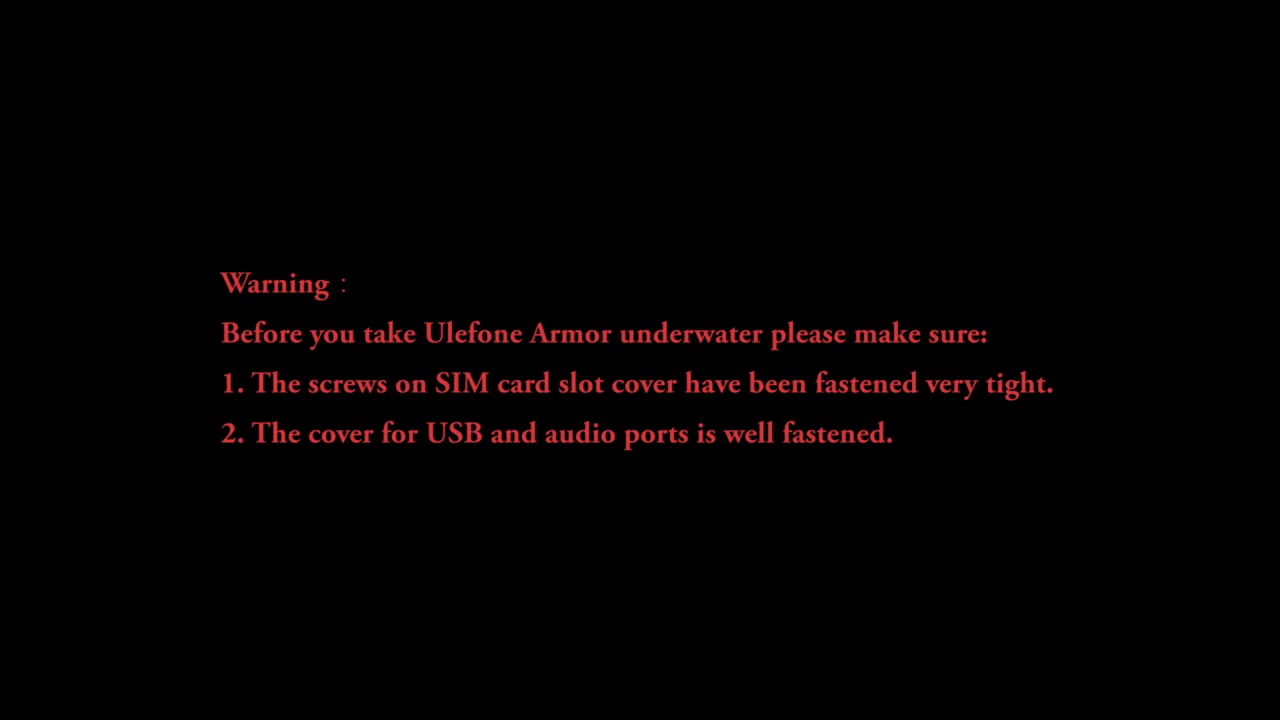 Warning :
Before you take Ulefone Armor underwater please make sure:
1. The screws on SIM card slot cover have been fastened very tight.
2. The cover for USB and audio ports is well fastened.